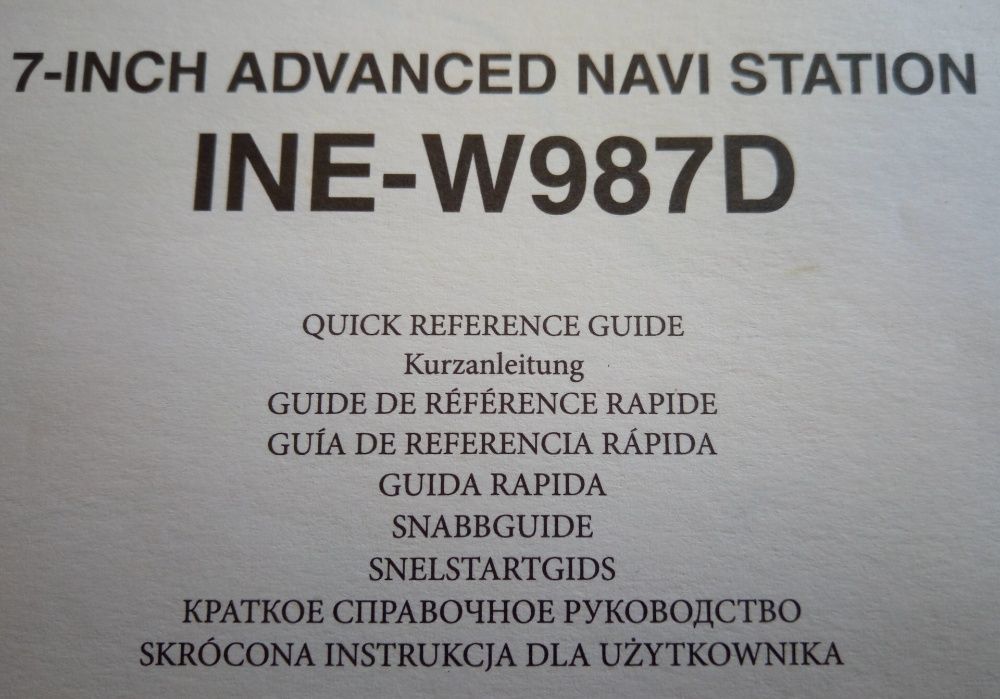 7-INCH ADVANCED NAVI STATION
INE-W987D
QUICK REFERENCE GUIDE
Kurzanleitung
GUIDE DE RÉFÉRENCE RAPIDE
GUÍA DE REFERENCIA RÁPIDA
GUIDA RAPIDA
SNABBGUIDE
SNELSTARTGIDS
КРАТКОЕ СПРАВОЧНОЕ РУКОВОДСТВО
SKRÓCONA INSTRUKCJA DLA UŻYTKOWNIKA